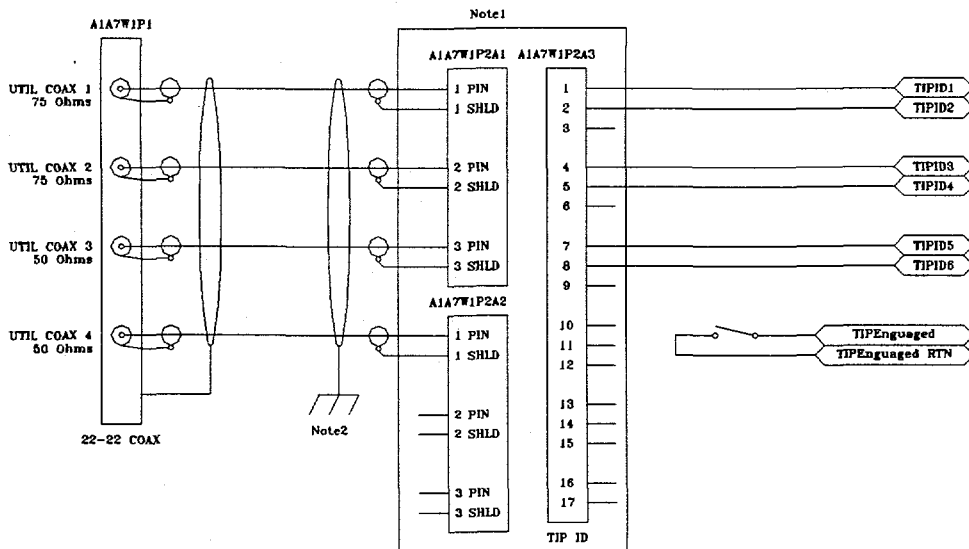 Note1
A1A7W1P1
A1A7W1P2A1 A1A7W1P2A3
UTIL COAX 1
75 Ohms
UTIL COAX 2
75 Ohms
UTIL COAX 3
50 Ohms
UTIL COAX 4
50 Ohms
22-22 COAX
Note2
1 PIN
1 SHLD
2 PIN
2 SHLD
3 PIN
3 SHLD
A1A7W1P2A2
1 PIN
1 SHLD
2 PIN
2 SHLD
3 PIN
3 SHLD
1
2
3
4
5
6
7
8
9
10
11
12
13
14
15
16
17
TIP ID
TIPID1
TIPID2
TIPID3
TIPID4
TIPID5
TIPID6
TIPEnguaged
TIPEnguaged RTN